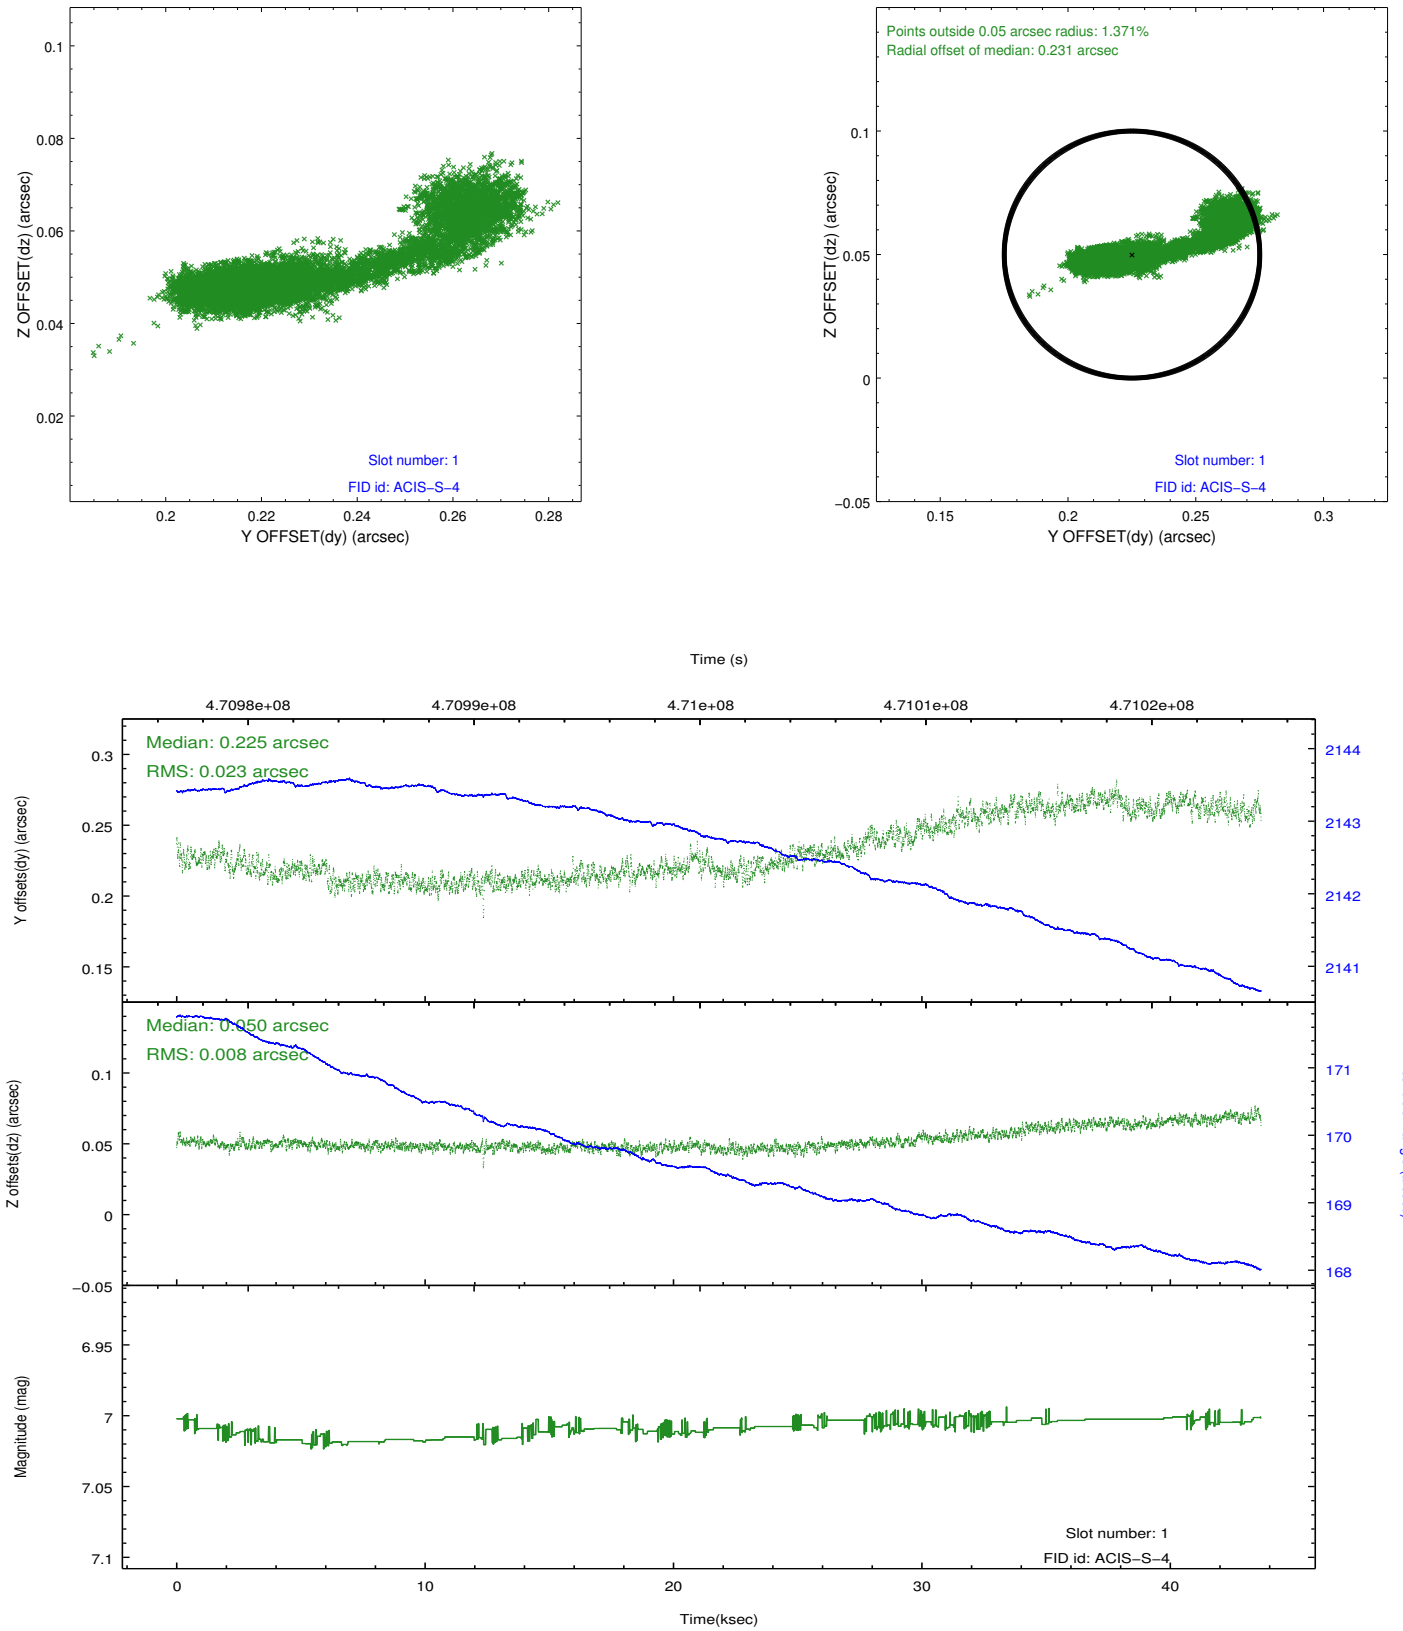 0.1
0.08
0.06
0.04
0.02
Z OFFSET(dz) (arcsec)
Slot number: 1
FID id: ACIS-S-4
0.2 0.22 0.24 0.26 0.28
Y OFFSET(dy) (arcsec)
Points outside 0.05 arcsec radius: 1.371%
Radial offset of median: 0.231 arcsec
0.1
0.05
0
−0.05
Z OFFSET(dz) (arcsec)
Slot number: 1
FID id: ACIS-S-4
0.15 0.2 0.25 0.3
Y OFFSET(dy) (arcsec)
Time (s)
4.7098e+08 4.7099e+08 4.71e+08 4.7101e+08 4.7102e+08
Median: 0.225 arcsec
RMS: 0.023 arcsec
0.3
0.25
0.2
0.15
Y offsets(dy) (arcsec)
2144
2143
2142
2141
Median: 0.050 arcsec
RMS: 0.008 arcsec
0.1
0.05
0
−0.05
Z offsets(dz) (arcsec)
171
170
169
168
6.95
7
7.05
7.1
Magnitude (mag)
Slot number: 1
FID id: ACIS-S-4
0 10 20 30 40
Time(ksec)